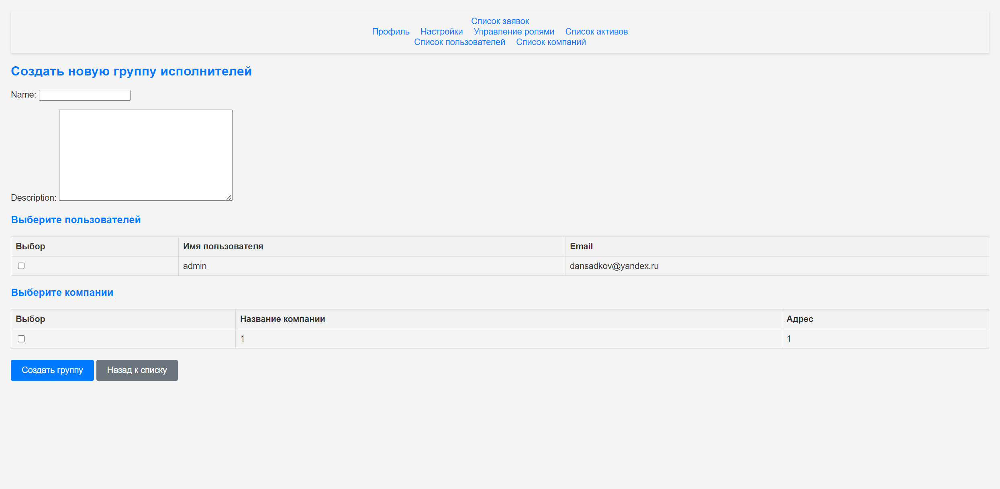 Список заявок
Профиль Настройки Управление ролями Список активов
Список пользователей Список компаний
Создать новую группу исполнителей
Name:
Description:
Выберите пользователей
Выбор Имя пользователя Email
admin dansadkov@yandex.ru
Выберите компании
Выбор Название компании Адрес
1 1
Создать группу Назад к списку